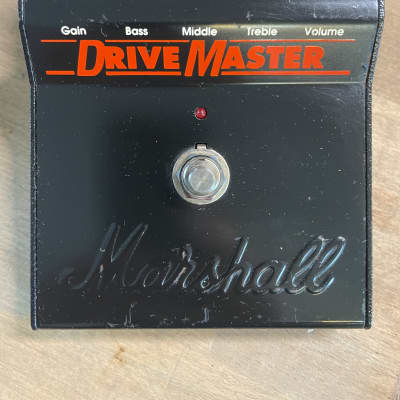 Gain Bass Middle Treble Volume
DRIVE MASTER
Marshall